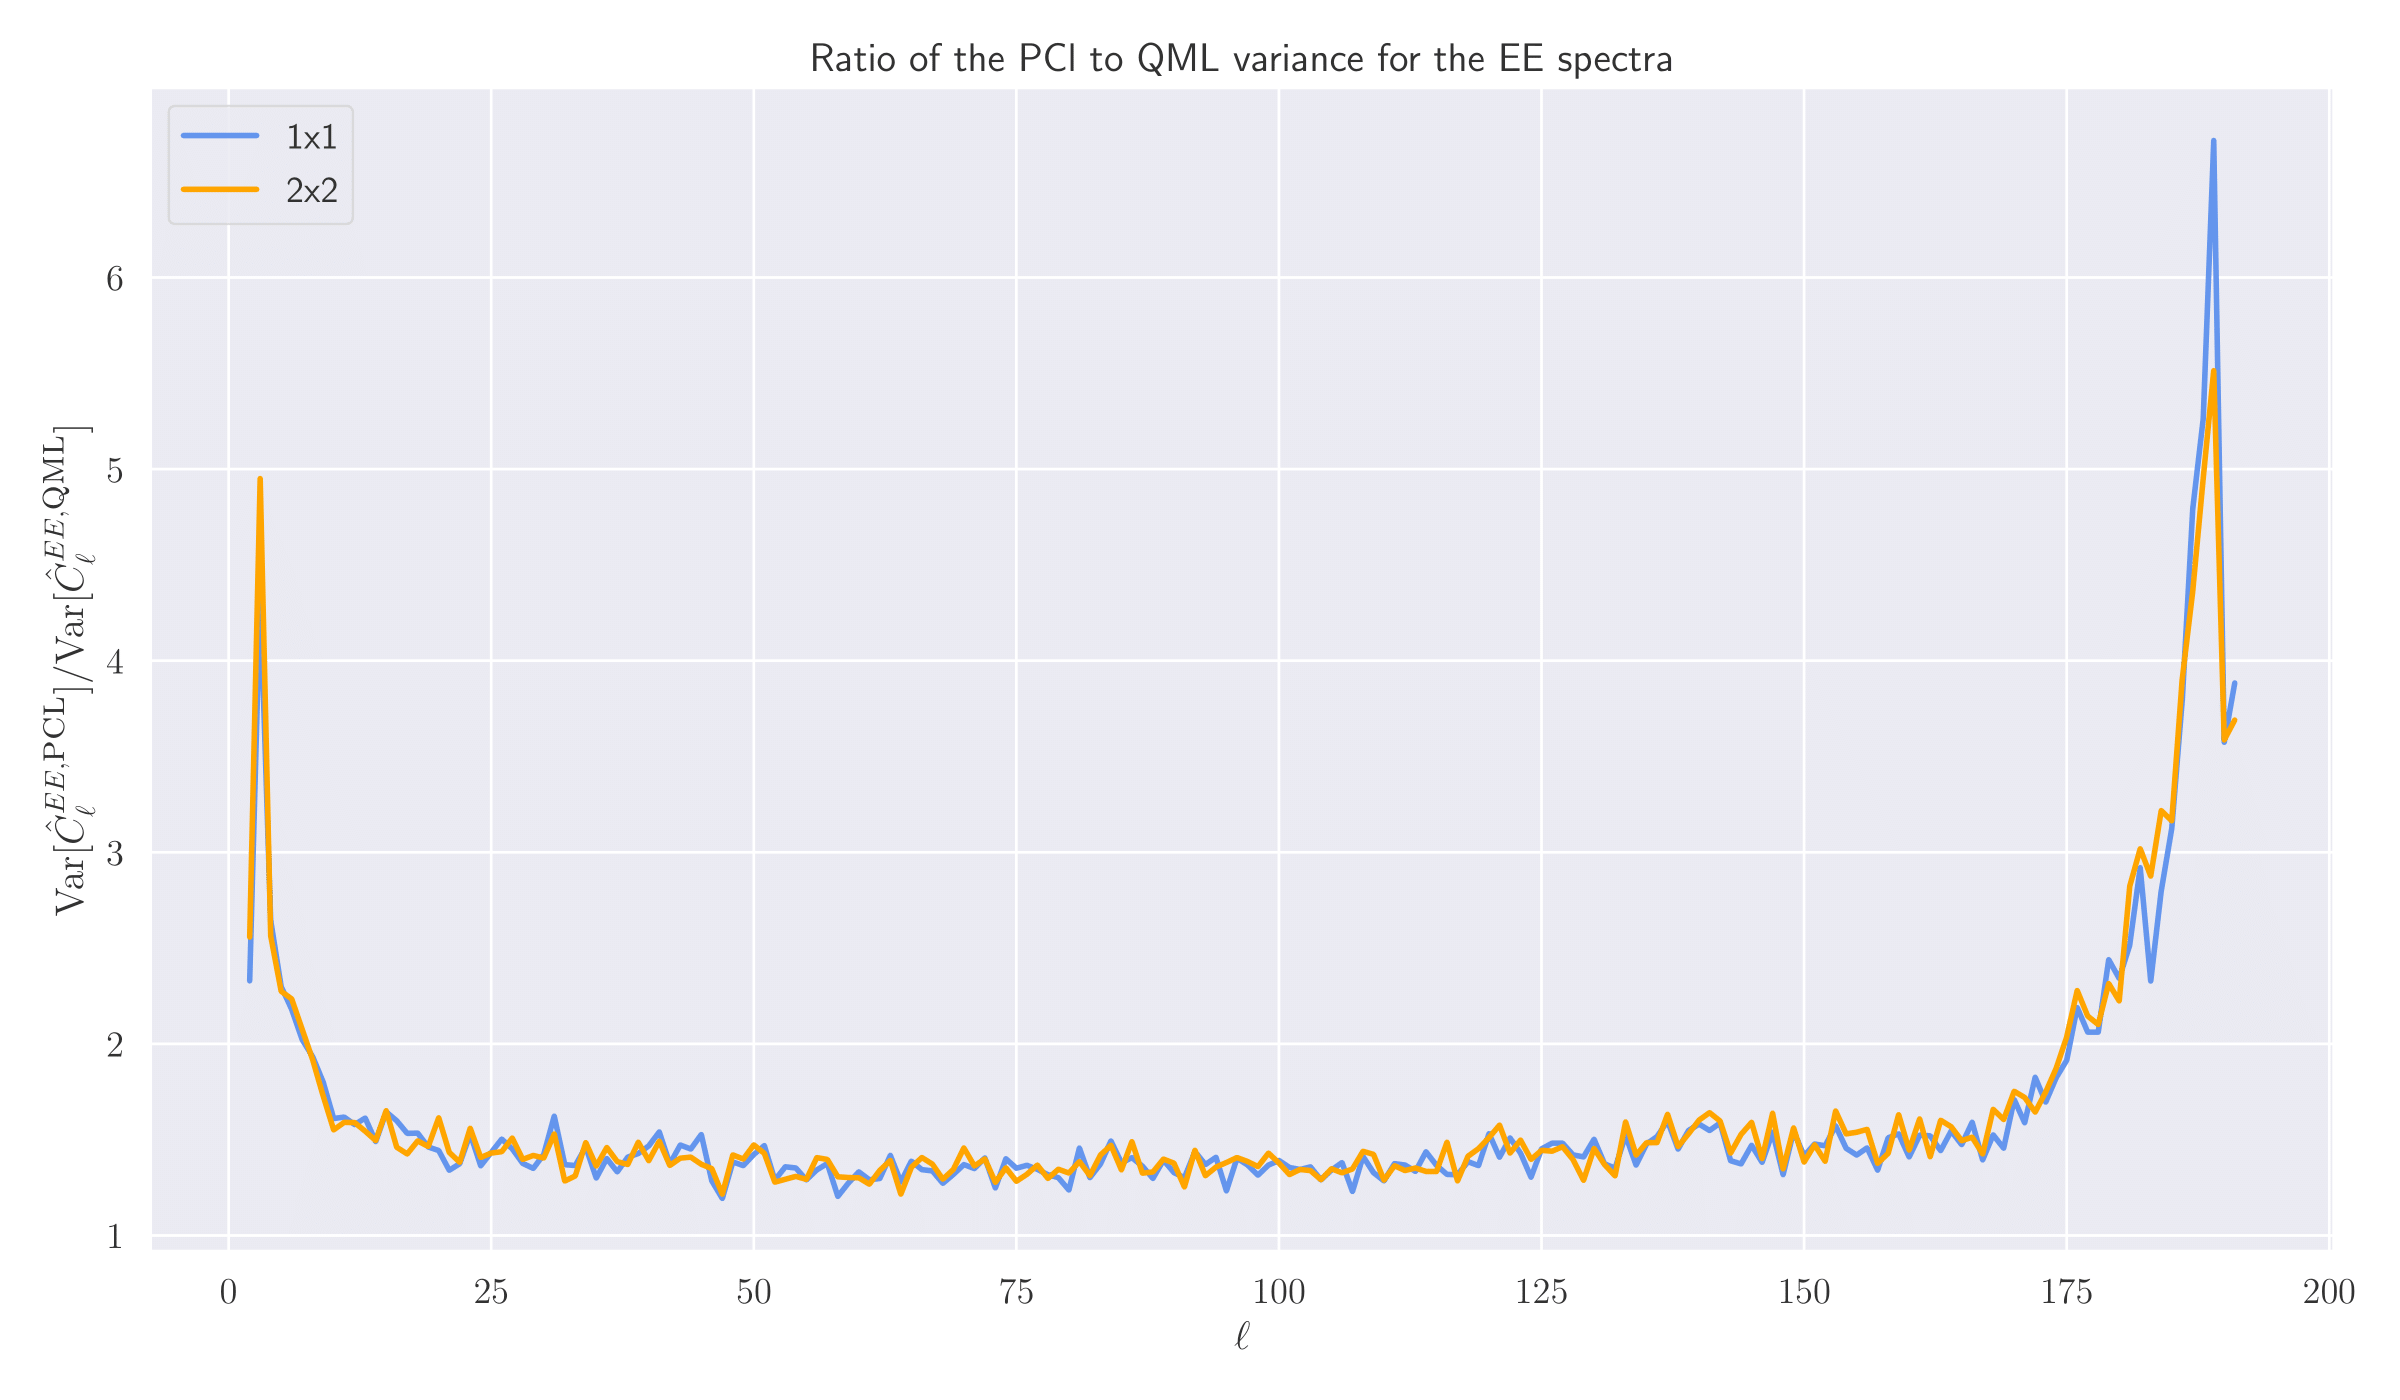 Ratio of the PCl to QML variance for the EE spectra
1x1
2x2
Var[Ĉ_ℓ^{EE,PCL}]/Var[Ĉ_ℓ^{EE,QML}]
6
5
4
3
2
1
0 25 50 75 100 125 150 175 200
ℓ